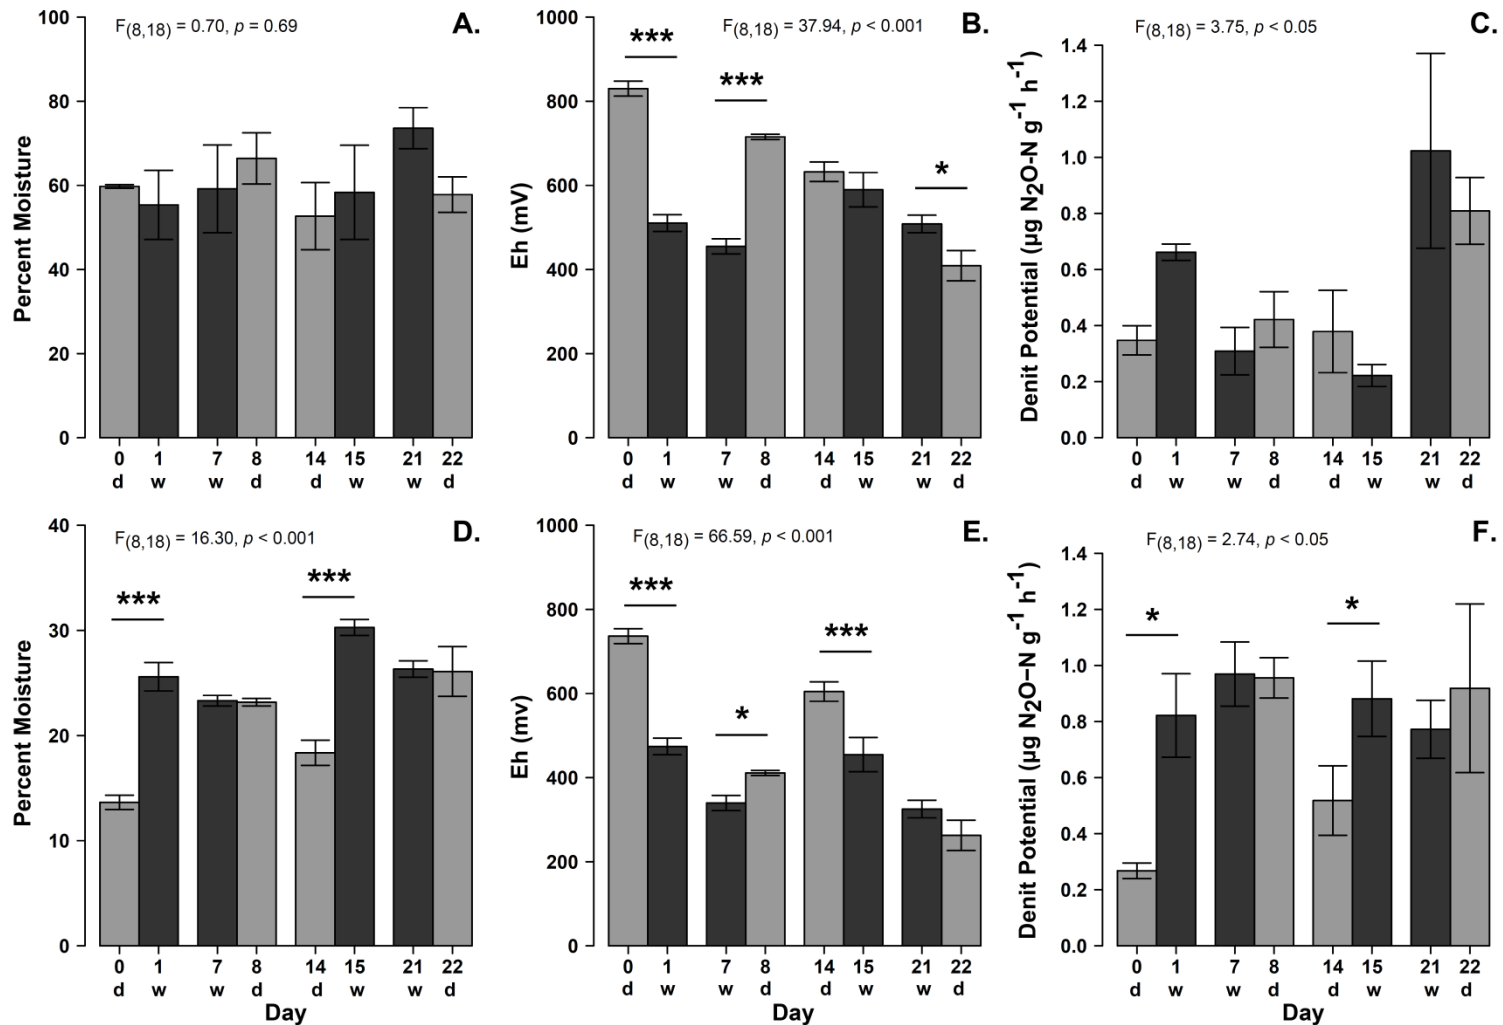 F(8,18) = 0.70, p = 0.69
A.
Percent Moisture
100
80
60
40
20
0
0 1 7 8 14 15 21 22
d w w d d w w d
F(8,18) = 37.94, p < 0.001
B.
***
***
*
Eh (mV)
1000
800
600
400
200
0
0 1 7 8 14 15 21 22
d w w d d w w d
F(8,18) = 3.75, p < 0.05
C.
Denit Potential (µg N2O-N g-1 h-1)
1.4
1.2
1.0
0.8
0.6
0.4
0.2
0.0
0 1 7 8 14 15 21 22
d w w d d w w d
F(8,18) = 16.30, p < 0.001
D.
***
***
Percent Moisture
40
30
20
10
0
0 1 7 8 14 15 21 22
d w w d d w w d
Day
F(8,18) = 66.59, p < 0.001
E.
***
*
***
Eh (mv)
1000
800
600
400
200
0
0 1 7 8 14 15 21 22
d w w d d w w d
Day
F(8,18) = 2.74, p < 0.05
F.
*
*
Denit Potential (µg N2O−N g-1 h-1)
1.4
1.2
1.0
0.8
0.6
0.4
0.2
0.0
0 1 7 8 14 15 21 22
d w w d d w w d
Day